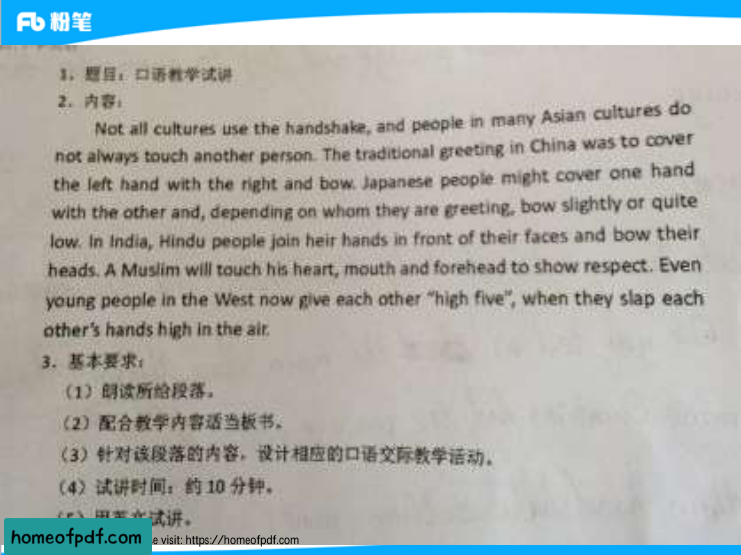 粉笔
1. 题目：口语教学试讲
2. 内容：
Not all cultures use the handshake, and people in many Asian cultures do
not always touch another person. The traditional greeting in China was to cover
the left hand with the right and bow. Japanese people might cover one hand
with the other and, depending on whom they are greeting, bow slightly or quite
low. In India, Hindu people join heir hands in front of their faces and bow their
heads. A Muslim will touch his heart, mouth and forehead to show respect. Even
young people in the West now give each other “high five”, when they slap each
other’s hands high in the air.
3. 基本要求：
（1）朗读所给段落。
（2）配合教学内容适当板书。
（3）针对该段落的内容，设计相应的口语交际教学活动。
（4）试讲时间：约 10 分钟。
（5）用英文试讲。
homeofpdf.com
e visit: https://homeofpdf.com